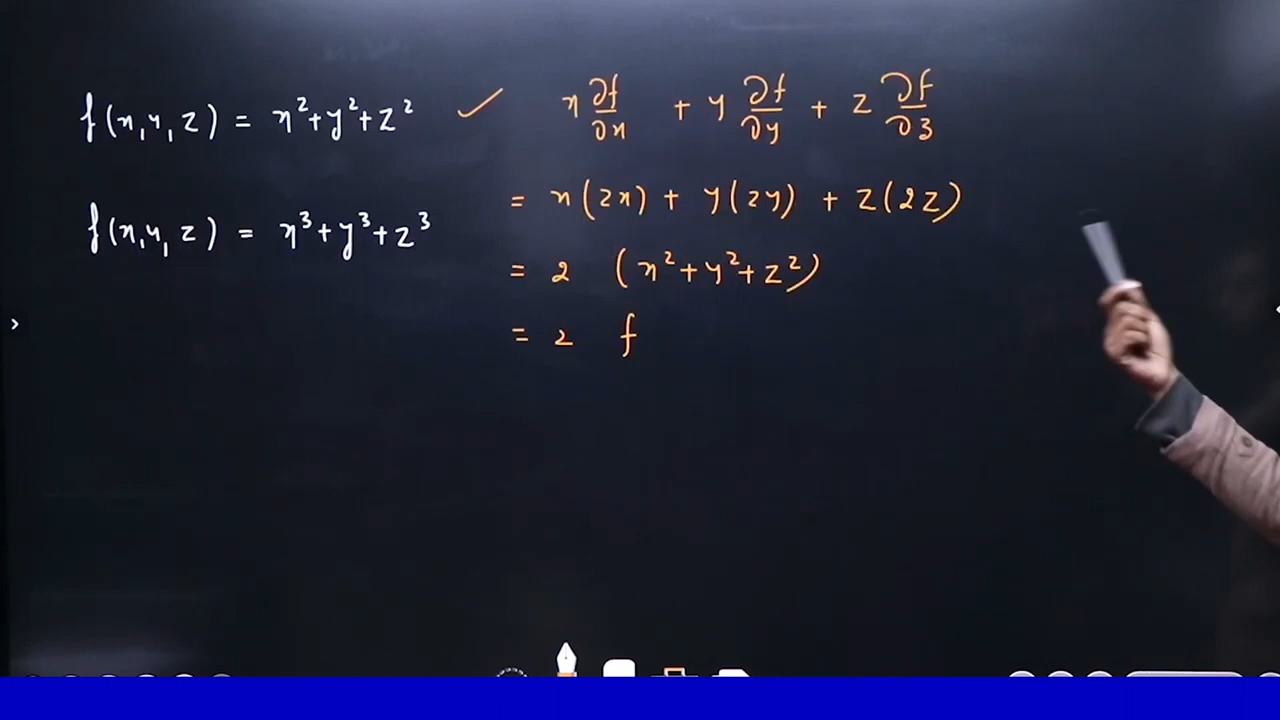 f(x,y,z) = x²+y²+z² ✓
f(x,y,z) = x³+y³+z³
x ∂f/∂x + y ∂f/∂y + z ∂f/∂z
= x(2x) + y(2y) + z(2z)
= 2 (x²+y²+z²)
= 2 f